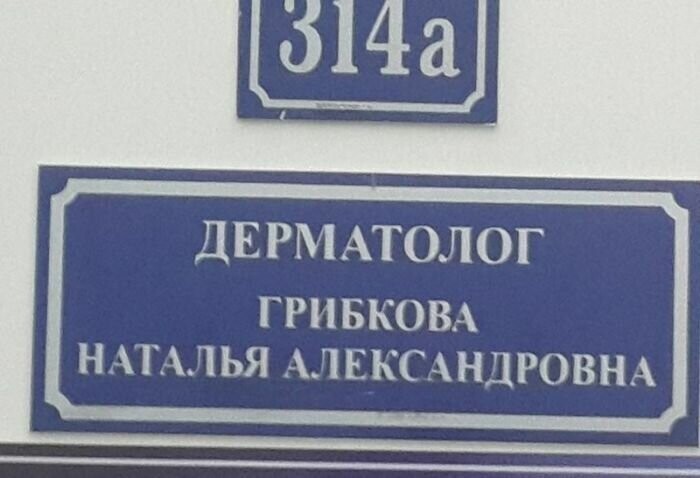 314а
ДЕРМАТОЛОГ
ГРИБКОВА
НАТАЛЬЯ АЛЕКСАНДРОВНА